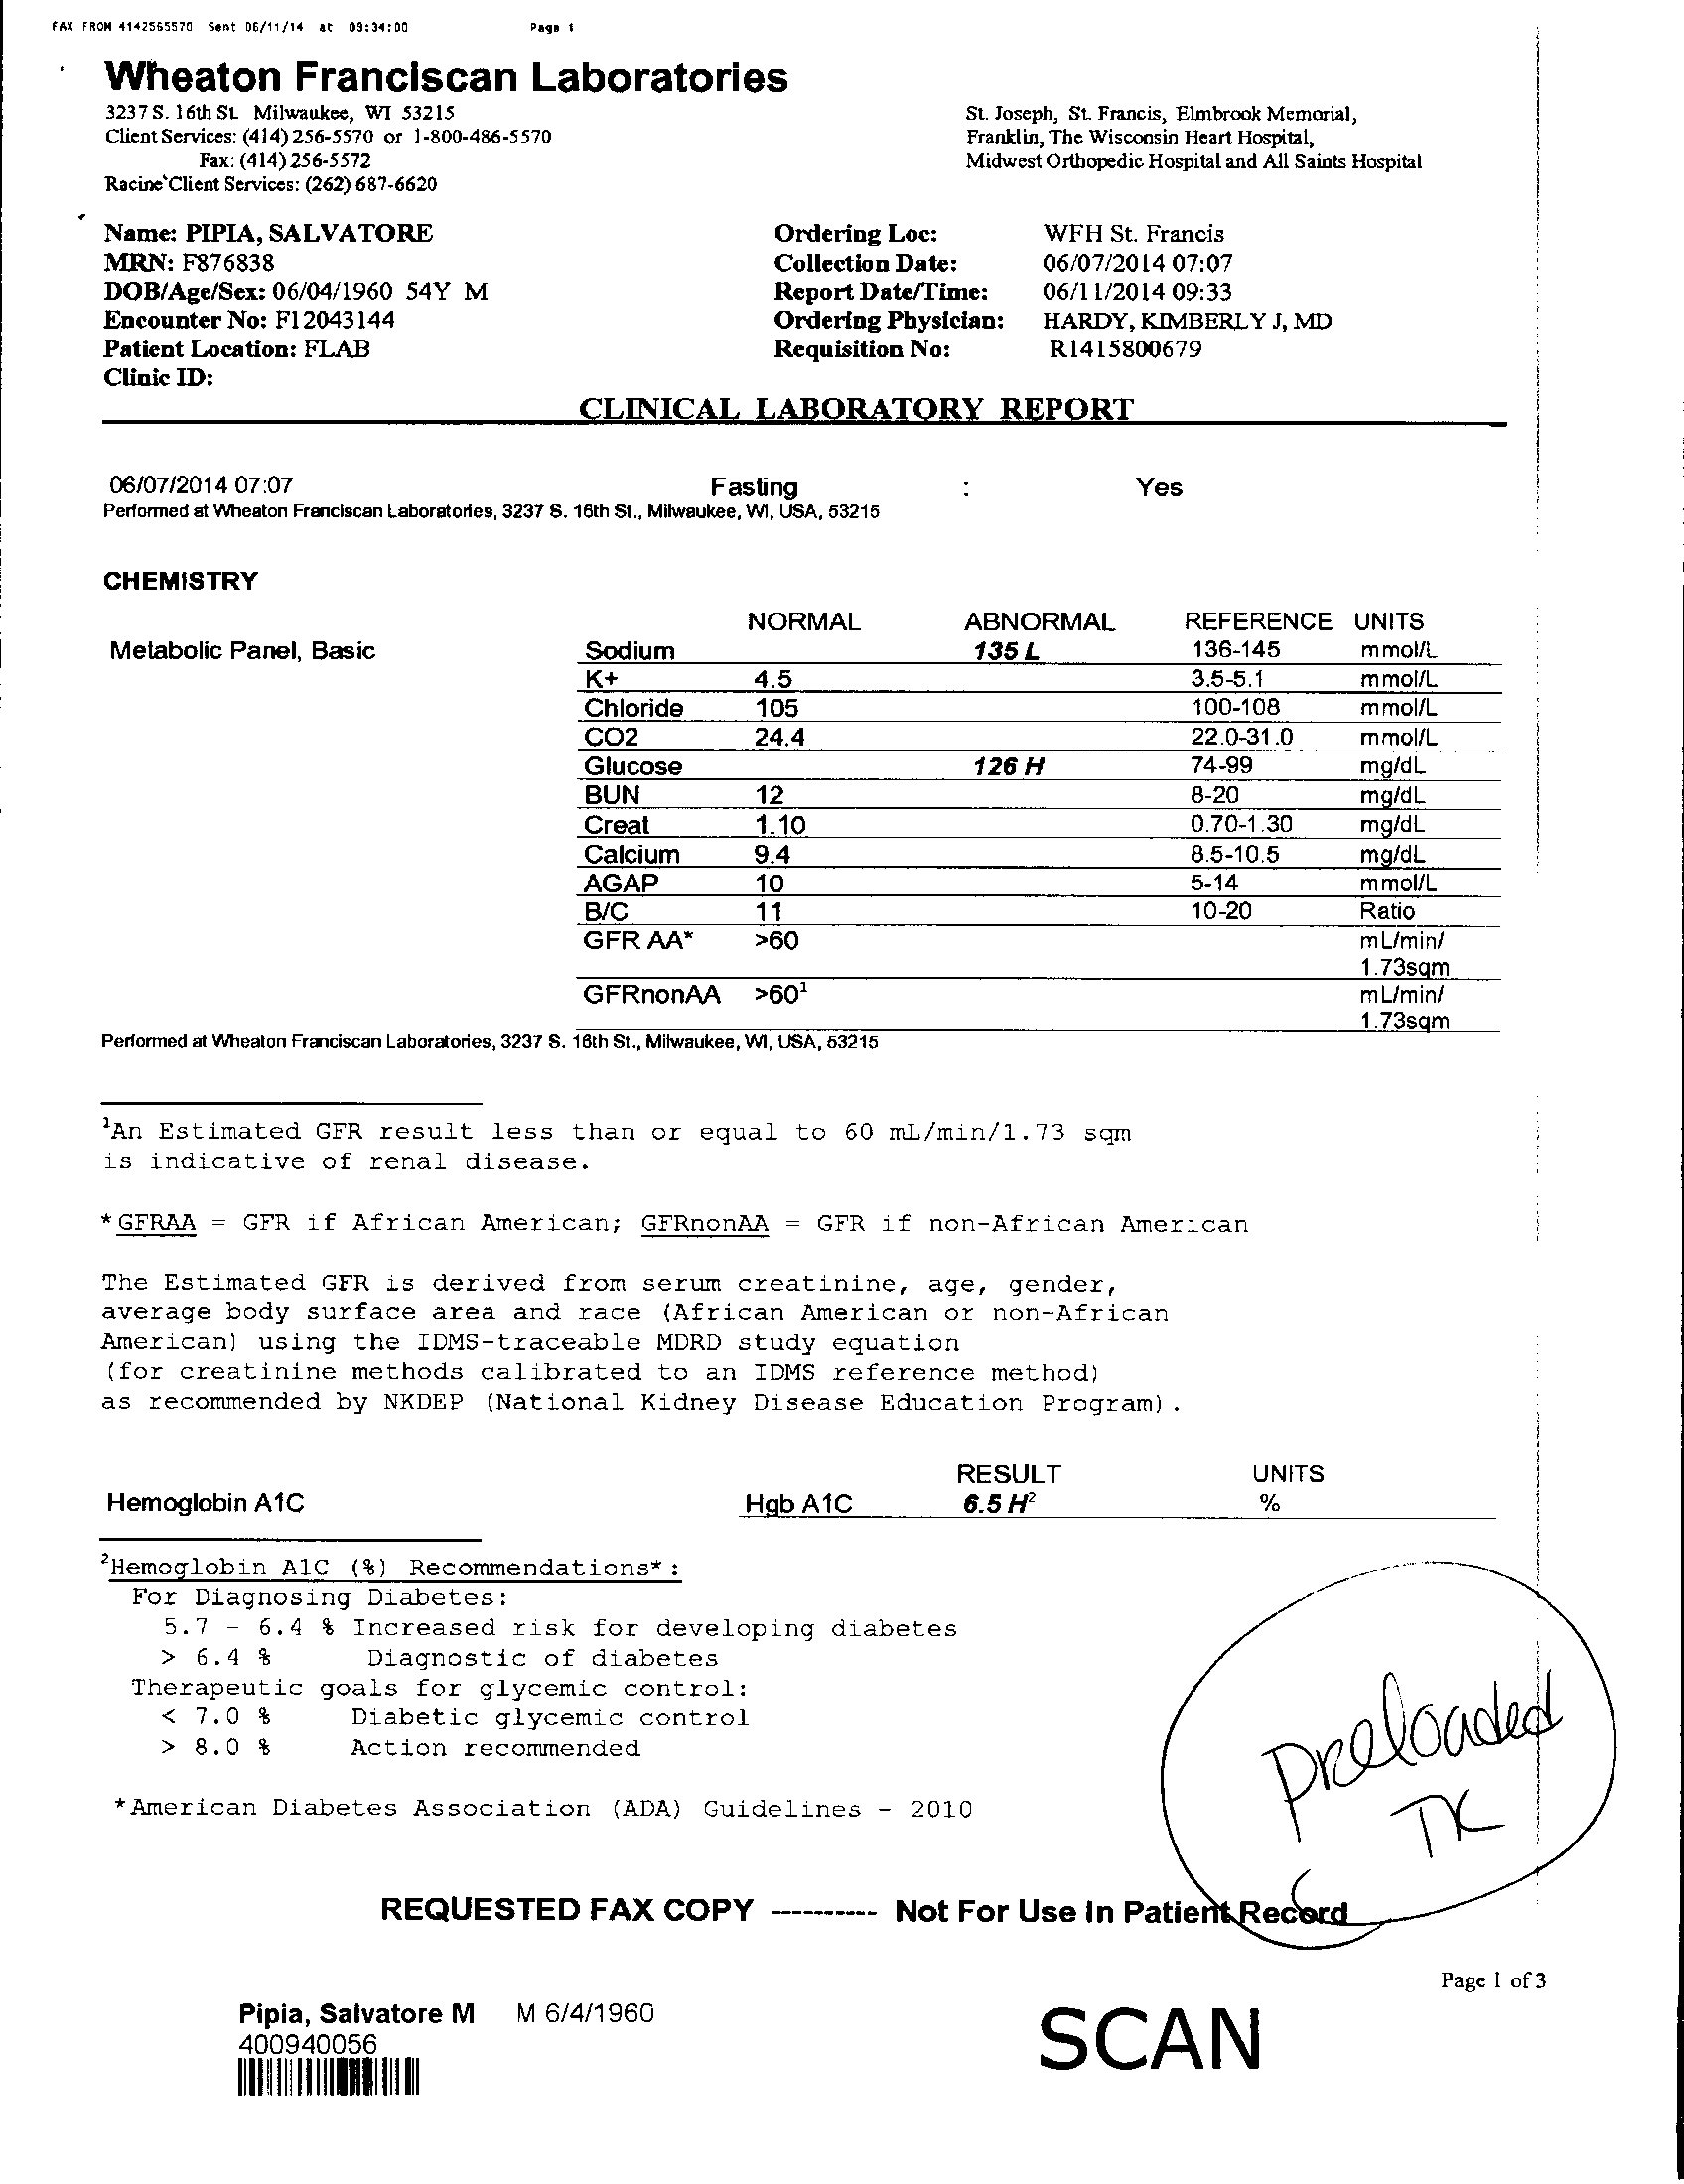 FAX FROM 4142565570 Sent 06/11/14 at 09:34:00 Page 1
Wheaton Franciscan Laboratories
3237 S. 16th St. Milwaukee, WI 53215
Client Services: (414) 256-5570 or 1-800-486-5570
Fax: (414) 256-5572
Racine Client Services: (262) 687-6620
St. Joseph, St. Francis, Elmbrook Memorial,
Franklin, The Wisconsin Heart Hospital,
Midwest Orthopedic Hospital and All Saints Hospital
Name: PIPIA, SALVATORE
MRN: F876838
DOB/Age/Sex: 06/04/1960 54Y M
Encounter No: F12043144
Patient Location: FLAB
Clinic ID:
Ordering Loc: WFH St. Francis
Collection Date: 06/07/2014 07:07
Report Date/Time: 06/11/2014 09:33
Ordering Physician: HARDY, KIMBERLY J, MD
Requisition No: R1415800679
CLINICAL LABORATORY REPORT
06/07/2014 07:07 Fasting : Yes
Performed at Wheaton Franciscan Laboratories, 3237 S. 16th St., Milwaukee, WI, USA, 53215
CHEMISTRY
NORMAL ABNORMAL REFERENCE UNITS
Metabolic Panel, Basic Sodium 135 L 136-145 mmol/L
K+ 4.5 3.5-5.1 mmol/L
Chloride 105 100-108 mmol/L
CO2 24.4 22.0-31.0 mmol/L
Glucose 126 H 74-99 mg/dL
BUN 12 8-20 mg/dL
Creat 1.10 0.70-1.30 mg/dL
Calcium 9.4 8.5-10.5 mg/dL
AGAP 10 5-14 mmol/L
B/C 11 10-20 Ratio
GFR AA* >60 mL/min/
1.73sqm
GFRnonAA >60¹ mL/min/
1.73sqm
Performed at Wheaton Franciscan Laboratories, 3237 S. 16th St., Milwaukee, WI, USA, 53215
¹An Estimated GFR result less than or equal to 60 mL/min/1.73 sqm
is indicative of renal disease.
*GFRAA = GFR if African American; GFRnonAA = GFR if non-African American
The Estimated GFR is derived from serum creatinine, age, gender,
average body surface area and race (African American or non-African
American) using the IDMS-traceable MDRD study equation
(for creatinine methods calibrated to an IDMS reference method)
as recommended by NKDEP (National Kidney Disease Education Program).
RESULT UNITS
Hemoglobin A1C Hgb A1C 6.5 H² %
²Hemoglobin A1C (%) Recommendations*:
For Diagnosing Diabetes:
5.7 - 6.4 % Increased risk for developing diabetes
> 6.4 % Diagnostic of diabetes
Therapeutic goals for glycemic control:
< 7.0 % Diabetic glycemic control
> 8.0 % Action recommended
*American Diabetes Association (ADA) Guidelines - 2010
preloaded
TK
REQUESTED FAX COPY ---------- Not For Use In Patient Record
Page 1 of 3
Pipia, Salvatore M M 6/4/1960
400940056
SCAN